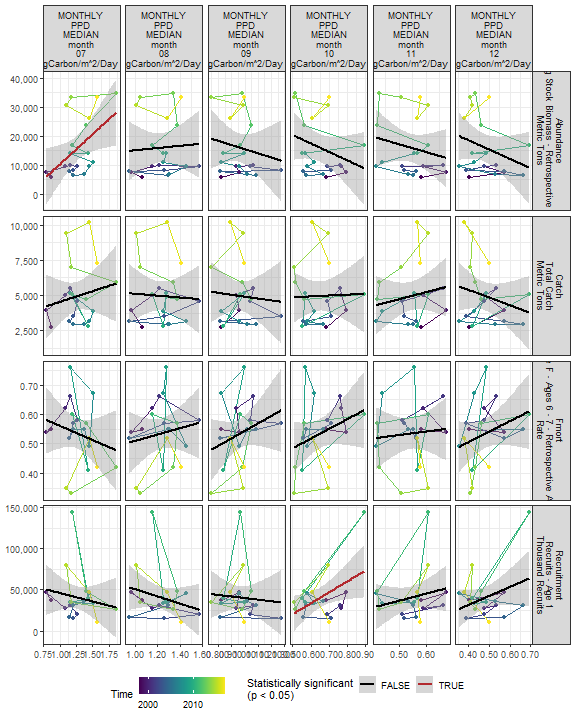 MONTHLY
PPD
MEDIAN
month
07
gCarbon/m^2/Day
MONTHLY
PPD
MEDIAN
month
08
gCarbon/m^2/Day
MONTHLY
PPD
MEDIAN
month
09
gCarbon/m^2/Day
MONTHLY
PPD
MEDIAN
month
10
gCarbon/m^2/Day
MONTHLY
PPD
MEDIAN
month
11
gCarbon/m^2/Day
MONTHLY
PPD
MEDIAN
month
12
gCarbon/m^2/Day
40,000
30,000
20,000
10,000
0
Abundance
Stock Biomass - Retrospective
Metric Tons
10,000
7,500
5,000
2,500
Catch
Total Catch
Metric Tons
0.70
0.60
0.50
0.40
Fmort
F - Ages 6 - 7 - Retrospective
Rate
150,000
100,000
50,000
0
Recruitment
Recruits - Age 1
Thousand Recruits
0.75 1.00 1.25 1.50 1.75
1.00 1.20 1.40 1.60
0.50 0.60 0.70 0.80 0.90
0.50 0.60
0.40 0.50 0.60 0.70
Time
2000 2010
Statistically significant
(p < 0.05)
FALSE
TRUE